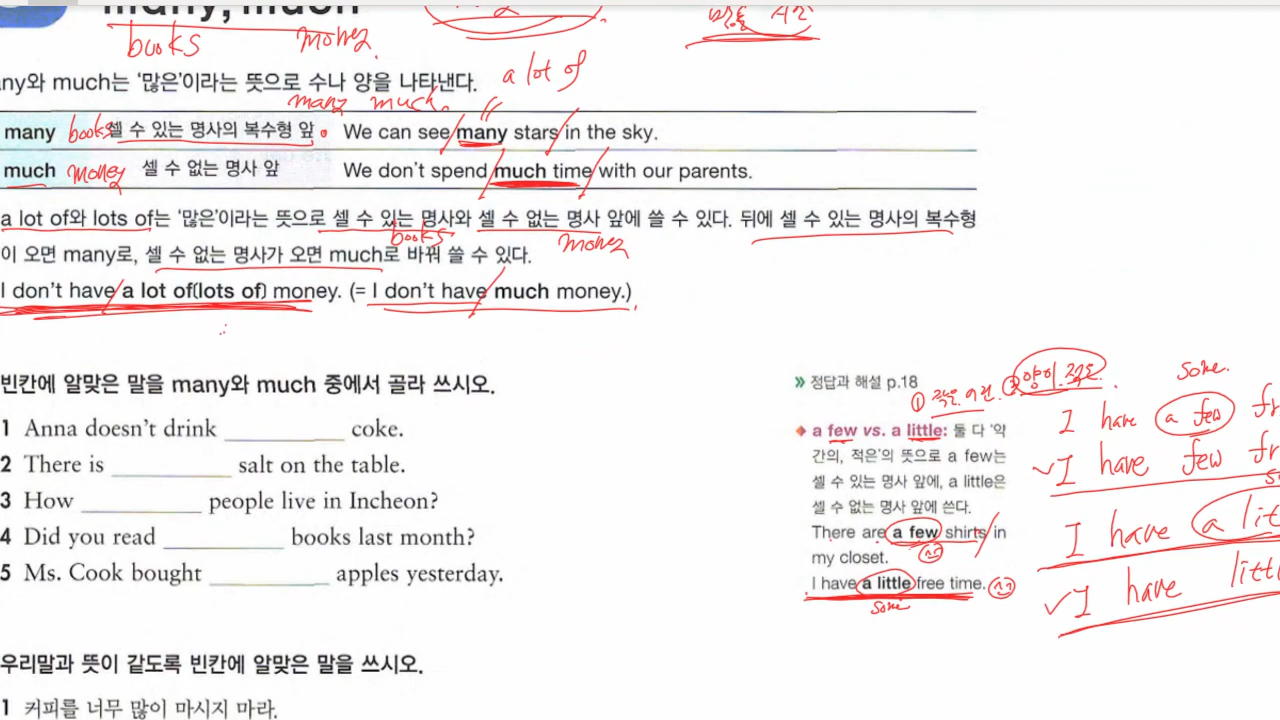 many, much
books money
a lot of
many와 much는 '많은'이라는 뜻으로 수나 양을 나타낸다.
many much
many books 셀 수 있는 명사의 복수형 앞 We can see many stars in the sky.
much money 셀 수 없는 명사 앞 We don't spend much time with our parents.
a lot of와 lots of는 '많은'이라는 뜻으로 셀 수 있는 명사와 셀 수 없는 명사 앞에 쓸 수 있다. 뒤에 셀 수 있는 명사의 복수형
books money
이 오면 many로, 셀 수 없는 명사가 오면 much로 바꿔 쓸 수 있다.
I don't have a lot of(lots of) money. (= I don't have much money.)
빈칸에 알맞은 말을 many와 much 중에서 골라 쓰시오.
1 Anna doesn't drink ________ coke.
2 There is ________ salt on the table.
3 How ________ people live in Incheon?
4 Did you read ________ books last month?
5 Ms. Cook bought ________ apples yesterday.
» 정답과 해설 p.18
a few vs. a little: 둘 다 '약
간의, 적은'의 뜻으로 a few는
셀 수 있는 명사 앞에, a little은
셀 수 없는 명사 앞에 쓴다.
There are a few shirts in
my closet.
I have a little free time.
some
some.
I have a few fr
I have few fr
I have a lit
I have littl
우리말과 뜻이 같도록 빈칸에 알맞은 말을 쓰시오.
1 커피를 너무 많이 마시지 마라.